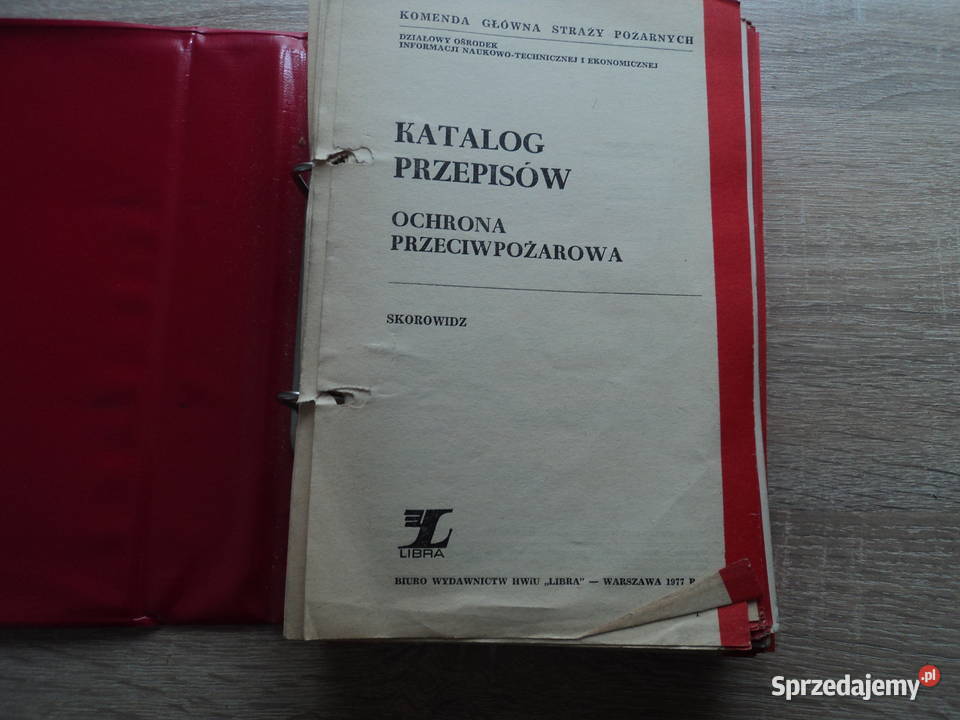 KOMENDA GŁÓWNA STRAŻY POŻARNYCH
DZIAŁOWY OŚRODEK
INFORMACJI NAUKOWO-TECHNICZNEJ I EKONOMICZNEJ
KATALOG
PRZEPISÓW
OCHRONA
PRZECIWPOŻAROWA
SKOROWIDZ
LIBRA
BIURO WYDAWNICTW HWiU „LIBRA" — WARSZAWA 1977 R
Sprzedajemy.pl